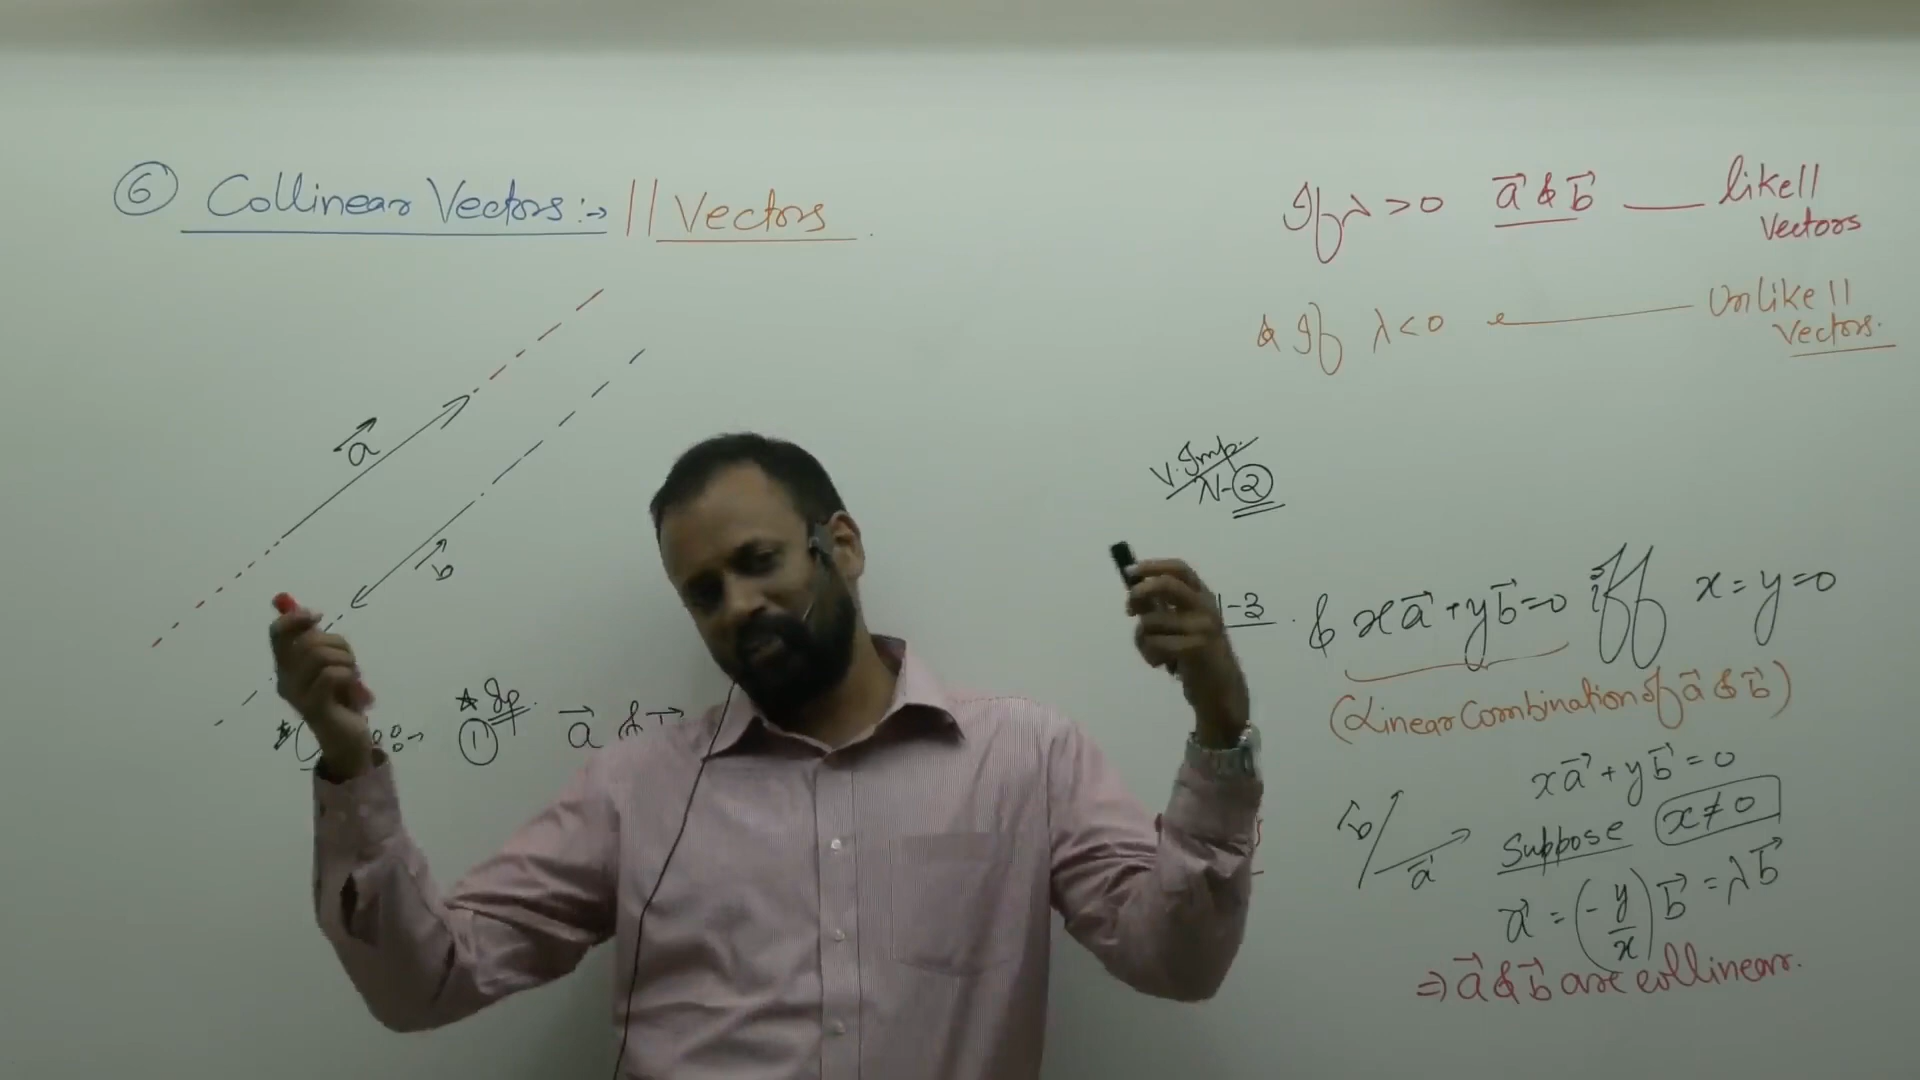 ⑥ Collinear Vectors :→ || Vectors.
If λ > 0 a⃗ & b⃗ — like ||
Vectors
& If λ < 0 — Unlike ||
Vectors.
a⃗
b⃗
V. Imp.
N-②
-3 . & xa⃗ + yb⃗ = 0 iff x = y = 0
(Linear Combination of a⃗ & b⃗)
* Ip.
① a⃗ &
xa⃗ + yb⃗ = 0
b⃗
a⃗
Suppose x ≠ 0
a⃗ = (-y/x) b⃗ = λb⃗
⇒ a⃗ & b⃗ are collinear.